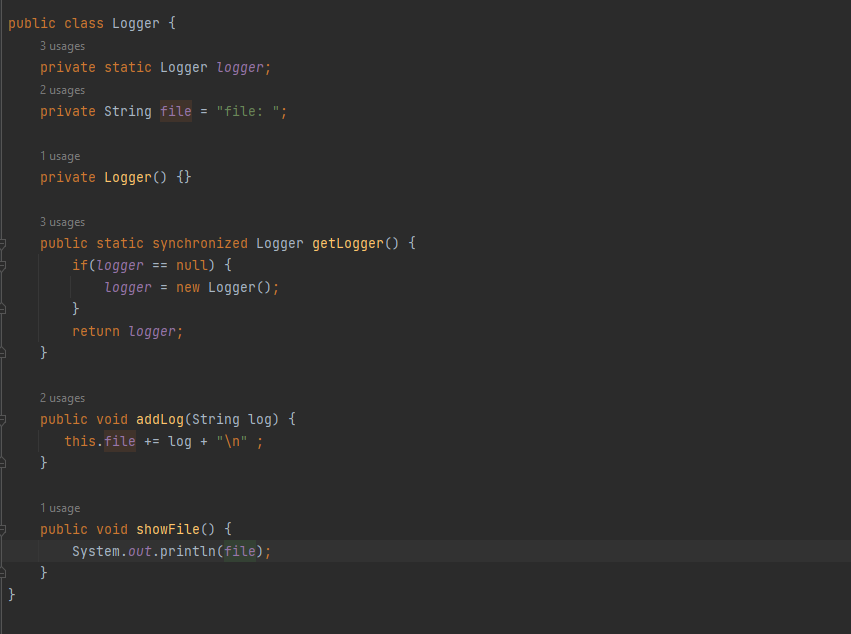 public class Logger {
3 usages
private static Logger logger;
2 usages
private String file = "file: ";
1 usage
private Logger() {}
3 usages
public static synchronized Logger getLogger() {
if(logger == null) {
logger = new Logger();
}
return logger;
}
2 usages
public void addLog(String log) {
this.file += log + "\n" ;
}
1 usage
public void showFile() {
System.out.println(file);
}
}